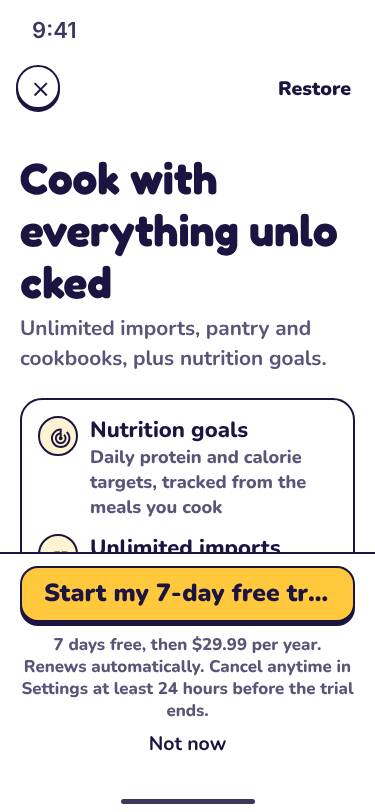 9:41
Restore
Cook with
everything unlo
cked
Unlimited imports, pantry and
cookbooks, plus nutrition goals.
Nutrition goals
Daily protein and calorie
targets, tracked from the
meals you cook
Unlimited imports
Start my 7-day free tr...
7 days free, then $29.99 per year.
Renews automatically. Cancel anytime in
Settings at least 24 hours before the trial
ends.
Not now